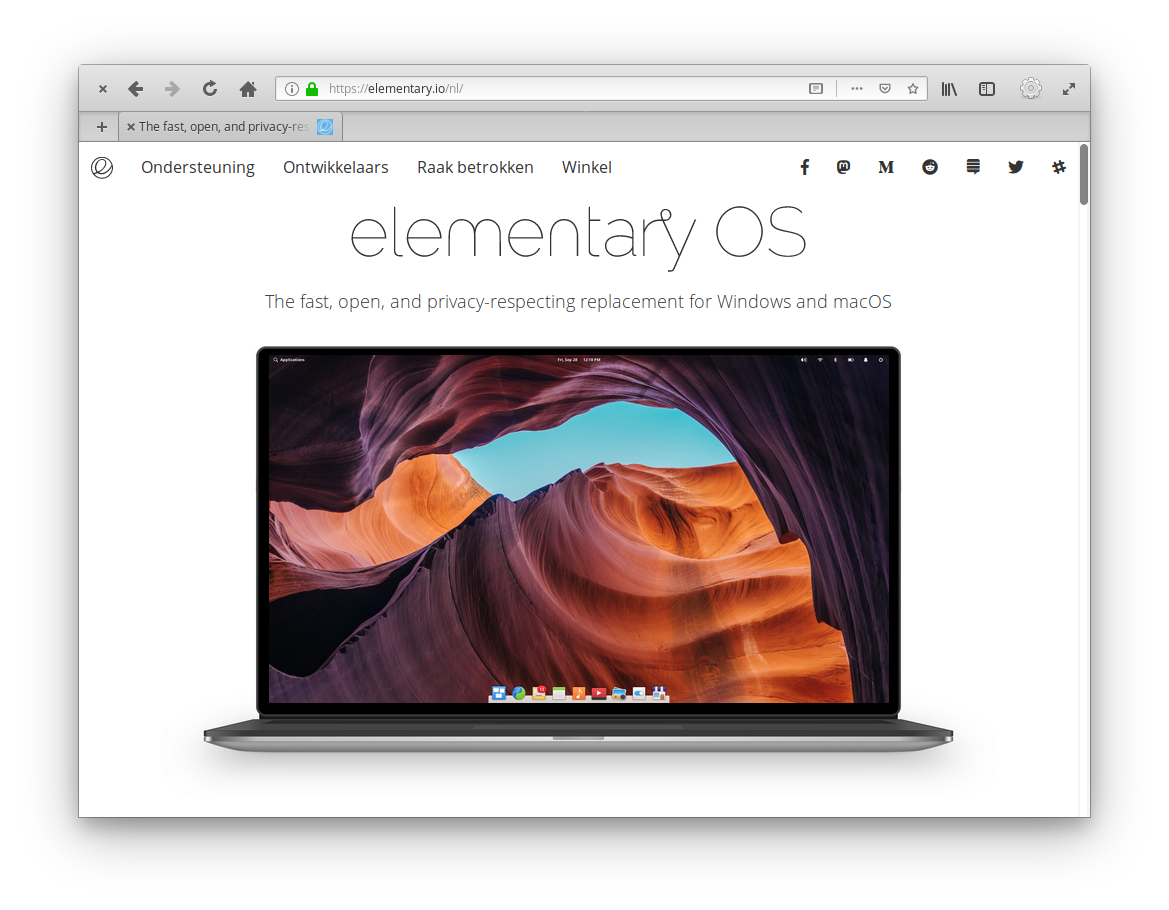 https://elementary.io/nl/
The fast, open, and privacy-res
Ondersteuning Ontwikkelaars Raak betrokken Winkel
elementary OS
The fast, open, and privacy-respecting replacement for Windows and macOS
Applications Fri, Sep 28 12:18 PM